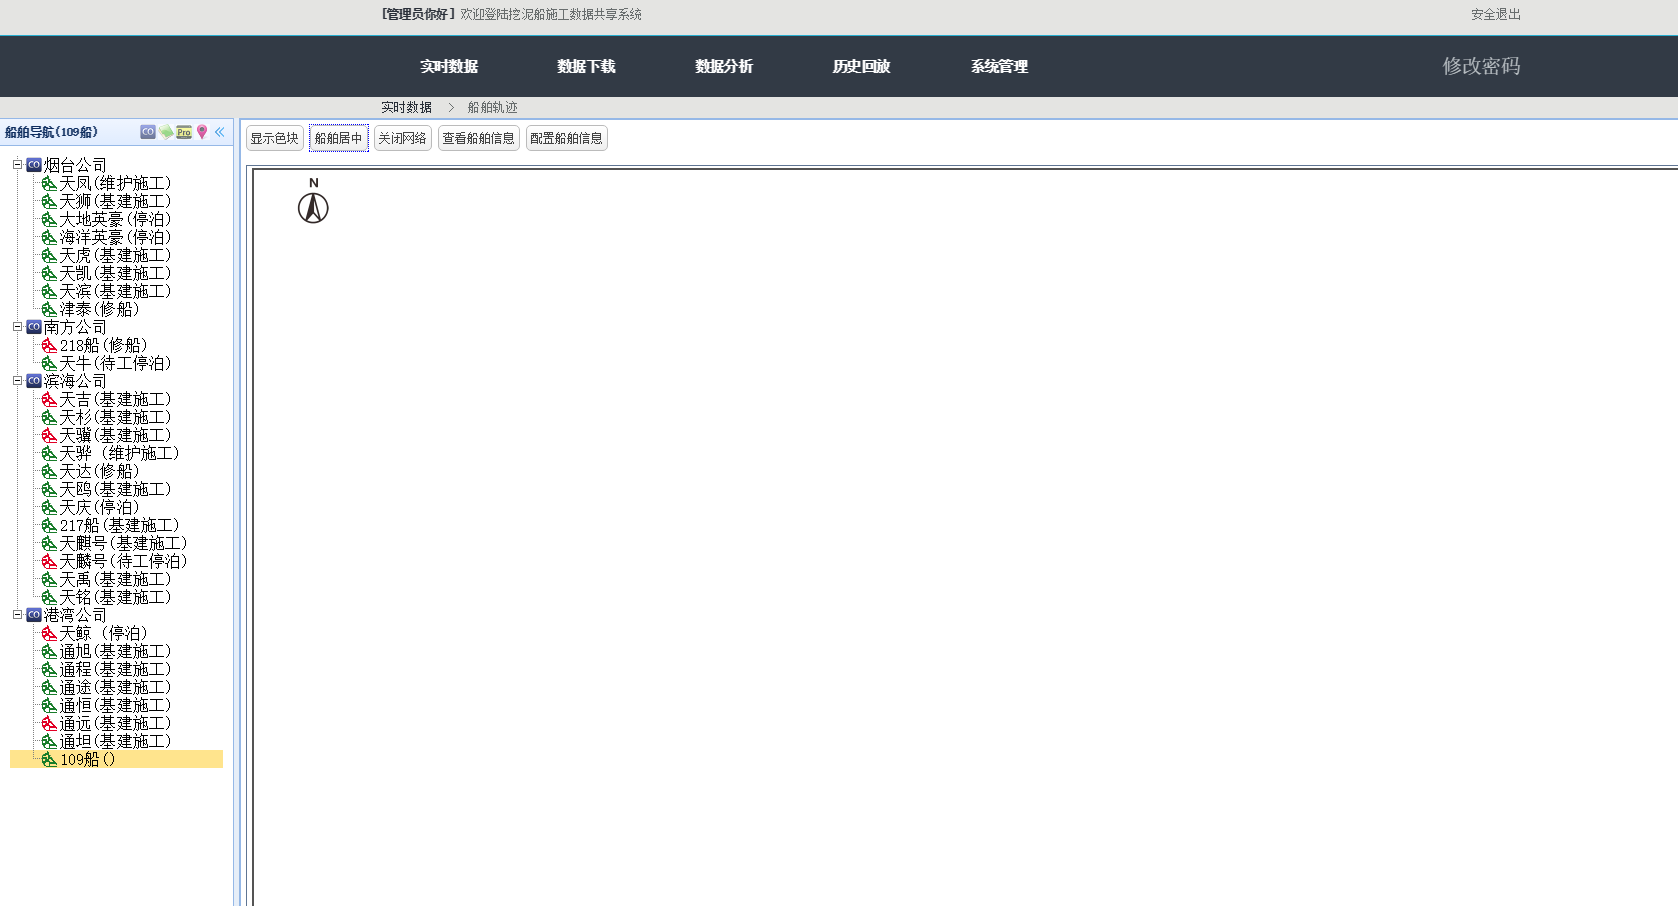 [管理员你好] 欢迎登陆挖泥船施工数据共享系统 安全退出
实时数据 数据下载 数据分析 历史回放 系统管理 修改密码
实时数据 > 船舶轨迹
船舶导航(109船) CO Pro
显示色块 船舶居中 关闭网络 查看船舶信息 配置船舶信息
N
CO 烟台公司
天凤(维护施工)
天狮(基建施工)
大地英豪(停泊)
海洋英豪(停泊)
天虎(基建施工)
天凯(基建施工)
天滨(基建施工)
津泰(修船)
CO 南方公司
218船(修船)
天牛(待工停泊)
CO 滨海公司
天吉(基建施工)
天杉(基建施工)
天骥(基建施工)
天骅 (维护施工)
天达(修船)
天鸥(基建施工)
天庆(停泊)
217船(基建施工)
天麒号(基建施工)
天麟号(待工停泊)
天禹(基建施工)
天铭(基建施工)
CO 港湾公司
天鲸 (停泊)
通旭(基建施工)
通程(基建施工)
通途(基建施工)
通恒(基建施工)
通远(基建施工)
通坦(基建施工)
109船()